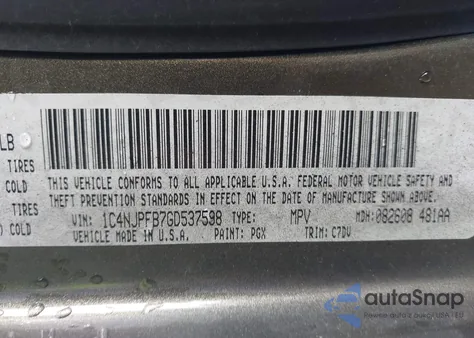 LB
TIRES
COLD
TIRES
) COLD
THIS VEHICLE CONFORMS TO ALL APPLICABLE U.S.A. FEDERAL MOTOR VEHICLE SAFETY AND
THEFT PREVENTION STANDARDS IN EFFECT ON THE DATE OF MANUFACTURE SHOWN ABOVE.
VIN: 1C4NJPFB7GD537598 TYPE: MPV MDH: 082608 481AA
VEHICLE MADE IN U.S.A. PAINT: PGX TRIM: C7DV
autoSnap